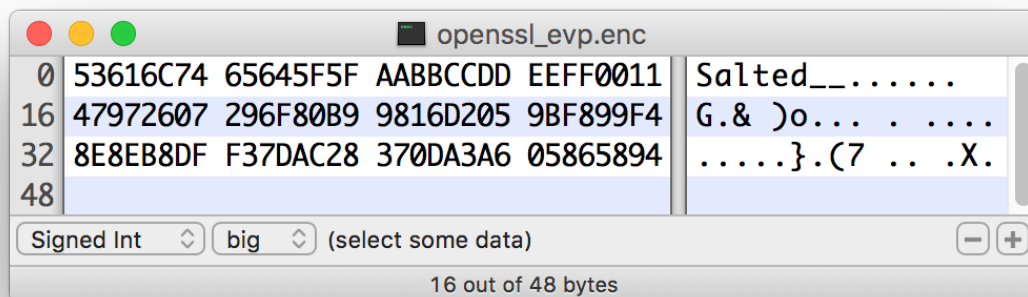 openssl_evp.enc
0 53616C74 65645F5F AABBCCDD EEFF0011 Salted__......
16 47972607 296F80B9 9816D205 9BF899F4 G.& )o... . ....
32 8E8EB8DF F37DAC28 370DA3A6 05865894 .....}.(7 .. .X.
48
Signed Int big (select some data)
16 out of 48 bytes